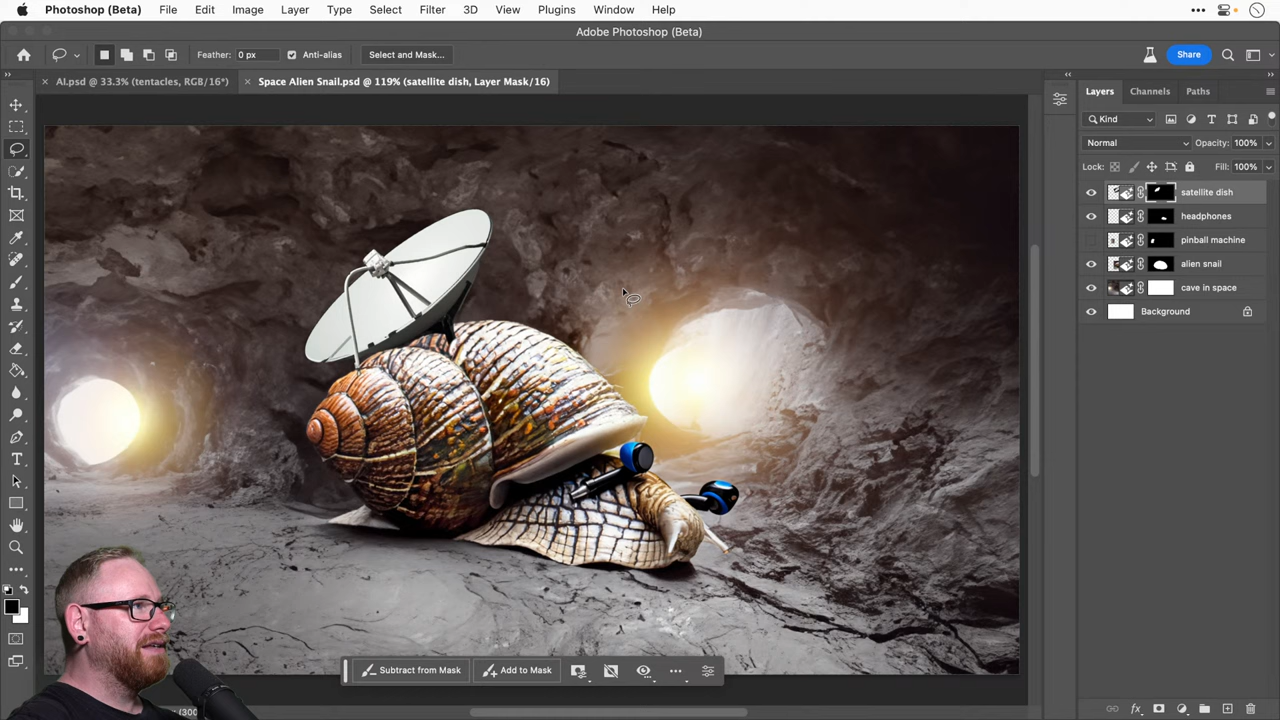 Photoshop (Beta) File Edit Image Layer Type Select Filter 3D View Plugins Window Help
Adobe Photoshop (Beta)
Feather: 0 px Anti-alias Select and Mask... Share
× AI.psd @ 33.3% (tentacles, RGB/16*) × Space Alien Snail.psd @ 119% (satellite dish, Layer Mask/16)
Layers Channels Paths
Kind
Normal Opacity: 100%
Lock: Fill: 100%
satellite dish
headphones
pinball machine
alien snail
cave in space
Background
Subtract from Mask Add to Mask